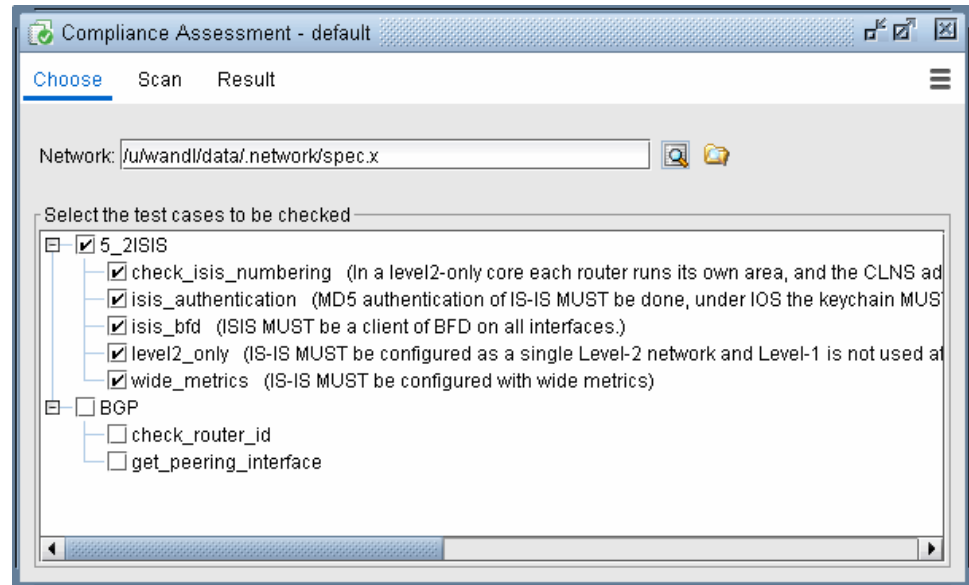 Compliance Assessment - default
Choose Scan Result
Network: /u/wandl/data/.network/spec.x
Select the test cases to be checked
5_2ISIS
check_isis_numbering (In a level2-only core each router runs its own area, and the CLNS ad
isis_authentication (MD5 authentication of IS-IS MUST be done, under IOS the keychain MUS
isis_bfd (ISIS MUST be a client of BFD on all interfaces.)
level2_only (IS-IS MUST be configured as a single Level-2 network and Level-1 is not used at
wide_metrics (IS-IS MUST be configured with wide metrics)
BGP
check_router_id
get_peering_interface